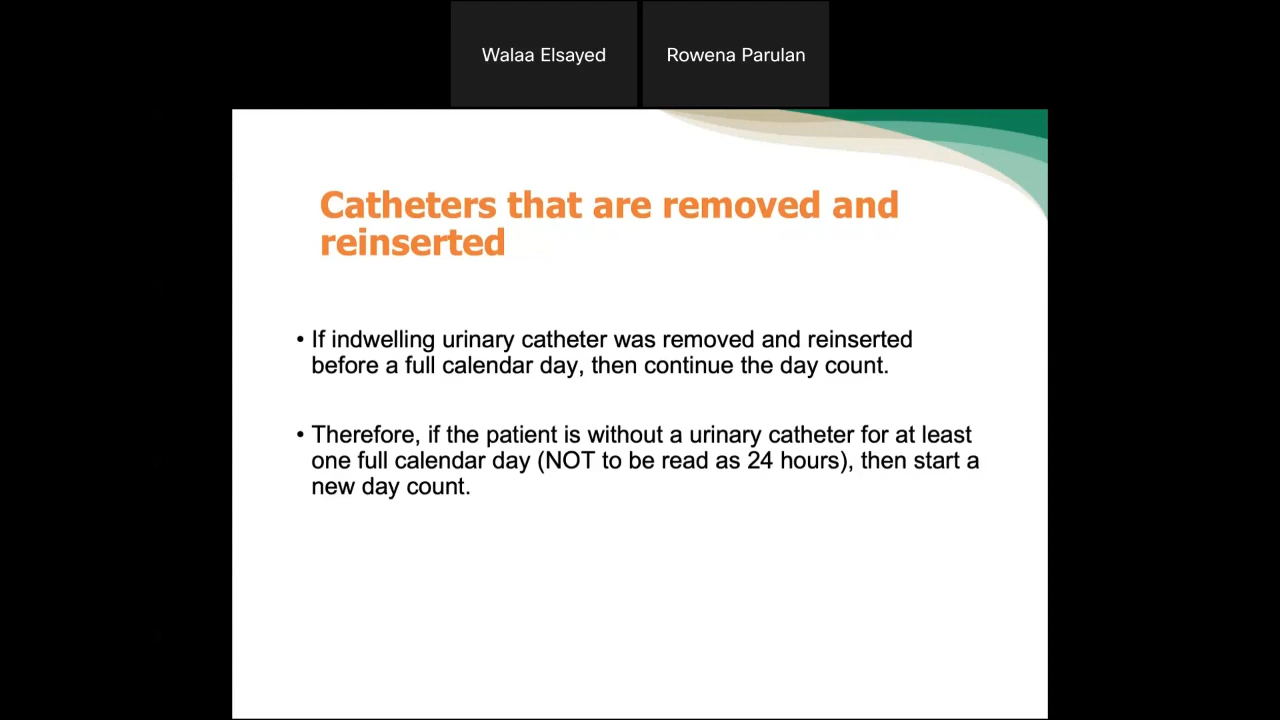 Walaa Elsayed
Rowena Parulan
Catheters that are removed and
reinserted
• If indwelling urinary catheter was removed and reinserted
before a full calendar day, then continue the day count.
• Therefore, if the patient is without a urinary catheter for at least
one full calendar day (NOT to be read as 24 hours), then start a
new day count.